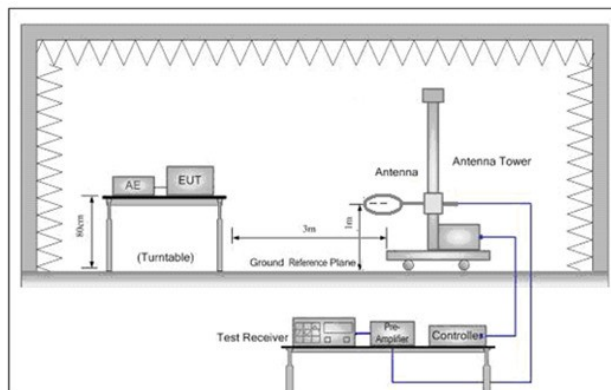 Antenna
Antenna Tower
AE
EUT
80cm
(Turntable)
3m
1m
Ground Reference Plane
Test Receiver
Pre-
Amplifier
Controller